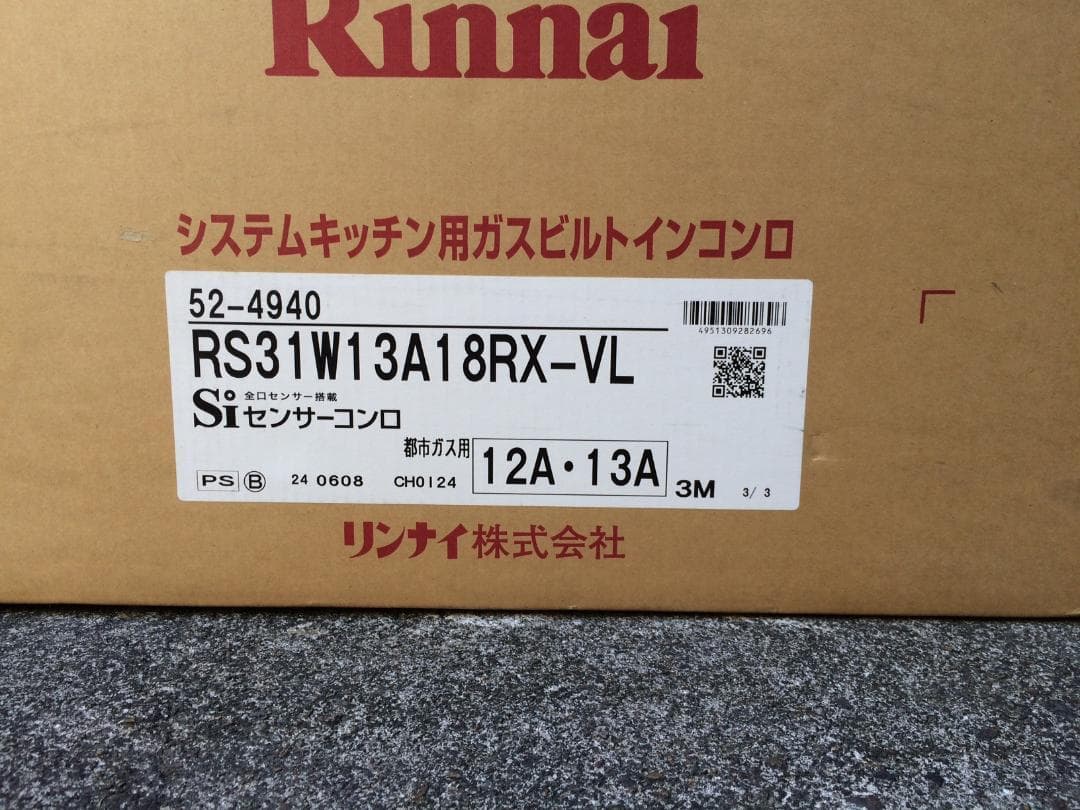 Rinnai
システムキッチン用ガスビルトインコンロ
52-4940
4951309282696
RS31W13A18RX-VL
Si 全口センサー搭載
センサーコンロ
都市ガス用 12A・13A
PS B 24 0608 CH0124 3M 3/3
リンナイ株式会社